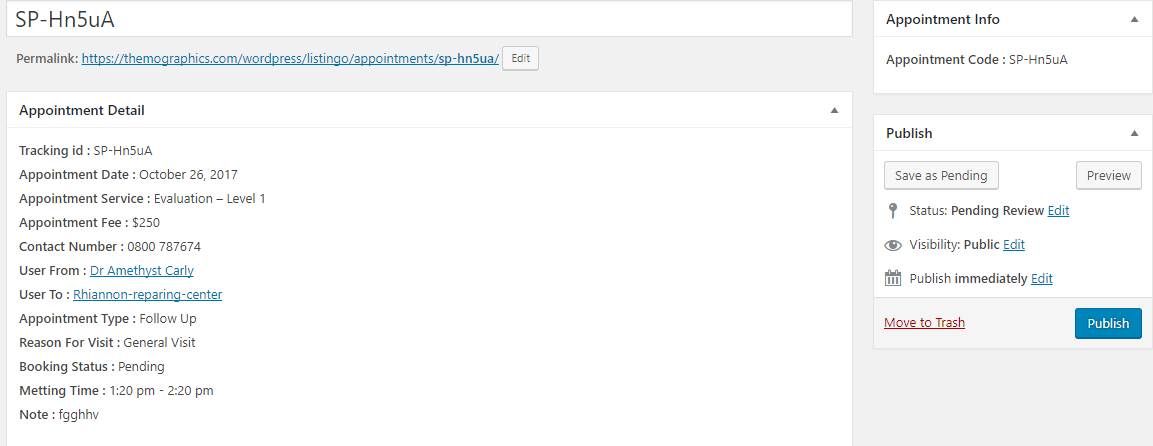 SP-Hn5uA
Permalink: https://themographics.com/wordpress/listingo/appointments/sp-hn5ua/ Edit
Appointment Detail
Tracking id : SP-Hn5uA
Appointment Date : October 26, 2017
Appointment Service : Evaluation – Level 1
Appointment Fee : $250
Contact Number : 0800 787674
User From : Dr Amethyst Carly
User To : Rhiannon-reparing-center
Appointment Type : Follow Up
Reason For Visit : General Visit
Booking Status : Pending
Metting Time : 1:20 pm - 2:20 pm
Note : fgghhv
Appointment Info
Appointment Code : SP-Hn5uA
Publish
Save as Pending Preview
Status: Pending Review Edit
Visibility: Public Edit
Publish immediately Edit
Move to Trash Publish